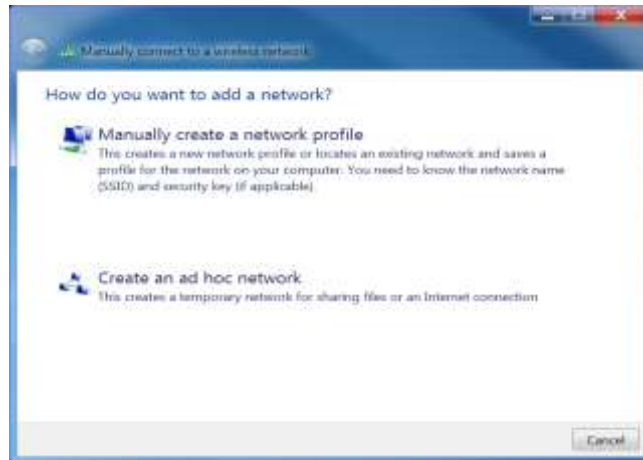 Manually connect to a wireless network
How do you want to add a network?
Manually create a network profile
This creates a new network profile or locates an existing network and saves a
profile for the network on your computer. You need to know the network name
(SSID) and security key (if applicable)
Create an ad hoc network
This creates a temporary network for sharing files or an Internet connection
Cancel